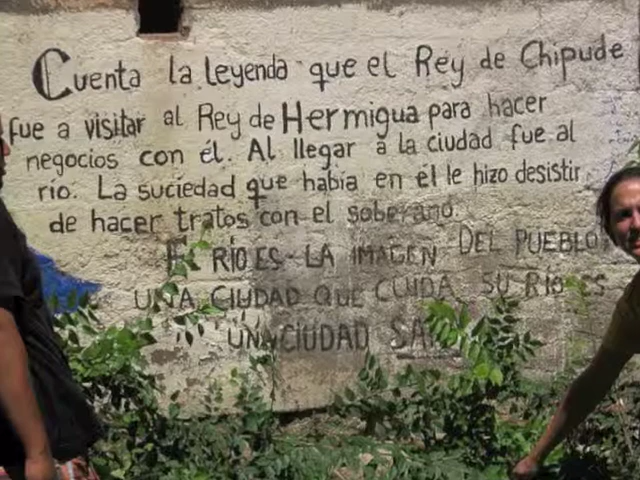 Cuenta la leyenda que el Rey de Chipude
fue a visitar al Rey de Hermigua para hacer
negocios con él. Al llegar a la ciudad fue al
río. La suciedad que había en él le hizo desistir
de hacer tratos con el soberano.
EL RÍO ES LA IMAGEN DEL PUEBLO
UNA CIUDAD QUE CUIDA SU RIO ES
UNA CIUDAD